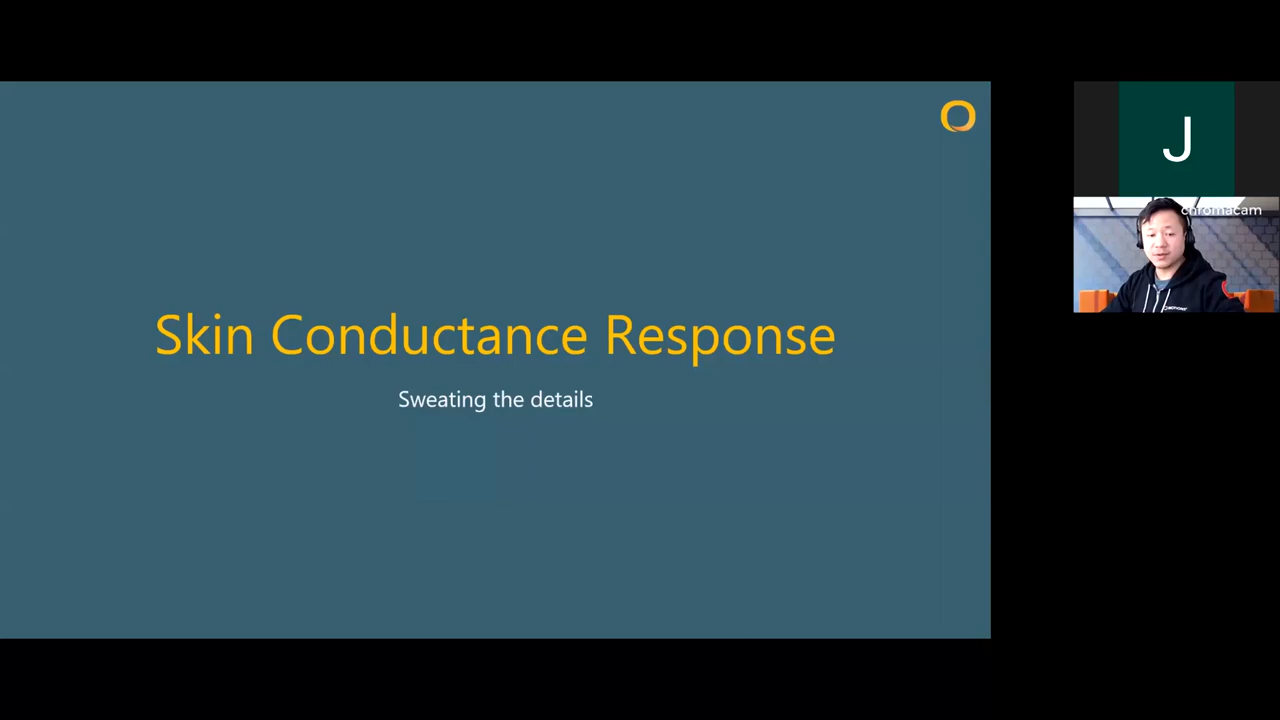 Skin Conductance Response
Sweating the details
J
chromacam